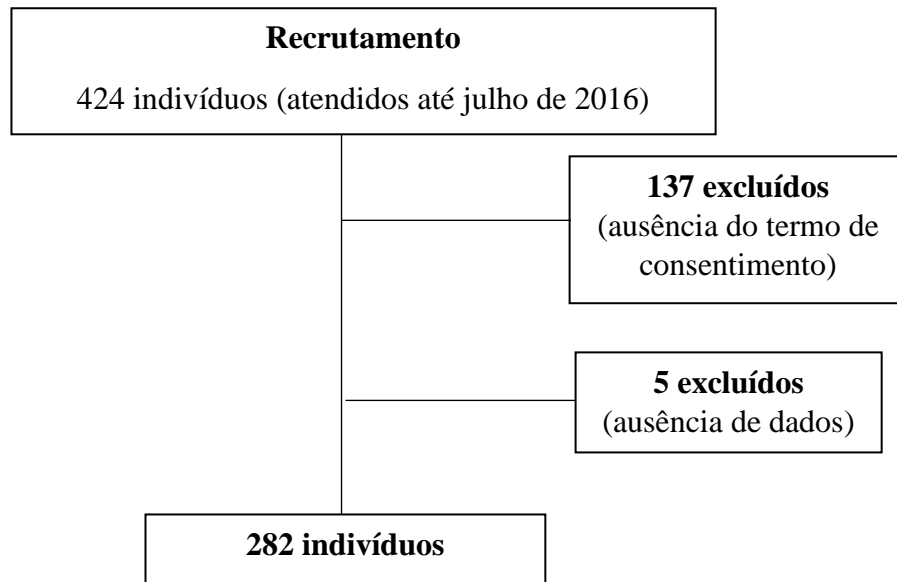 Recrutamento
424 indivíduos (atendidos até julho de 2016)
137 excluídos
(ausência do termo de
consentimento)
5 excluídos
(ausência de dados)
282 indivíduos